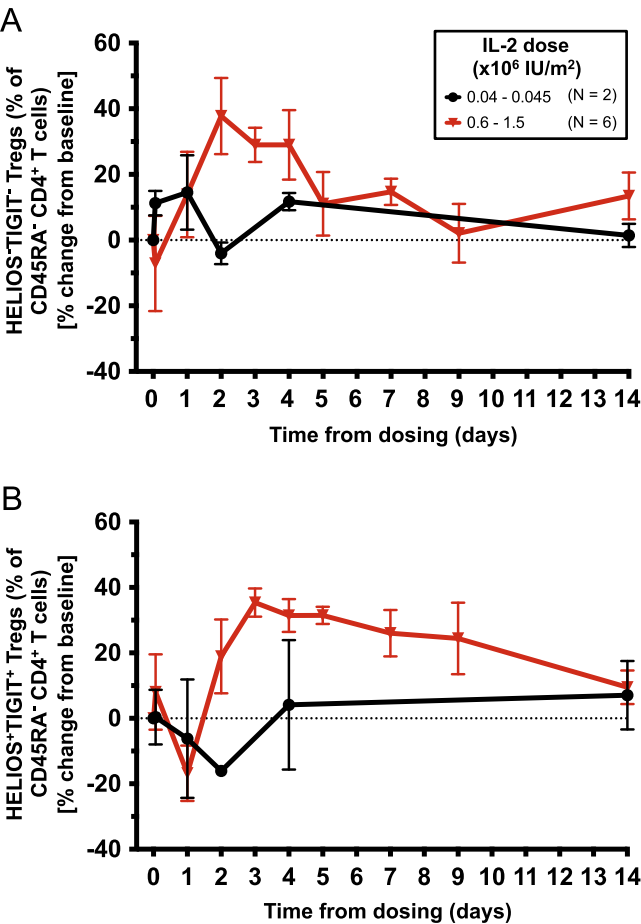 A
HELIOS⁻TIGIT⁻ Tregs (% of
CD45RA⁻ CD4⁺ T cells)
[% change from baseline]
60
40
20
0
-20
-40
IL-2 dose
(x10⁶ IU/m²)
0.04 - 0.045 (N = 2)
0.6 - 1.5 (N = 6)
0 1 2 3 4 5 6 7 8 9 10 11 12 13 14
Time from dosing (days)
B
HELIOS⁺TIGIT⁺ Tregs (% of
CD45RA⁻ CD4⁺ T cells)
[% change from baseline]
60
40
20
0
-20
-40
0 1 2 3 4 5 6 7 8 9 10 11 12 13 14
Time from dosing (days)